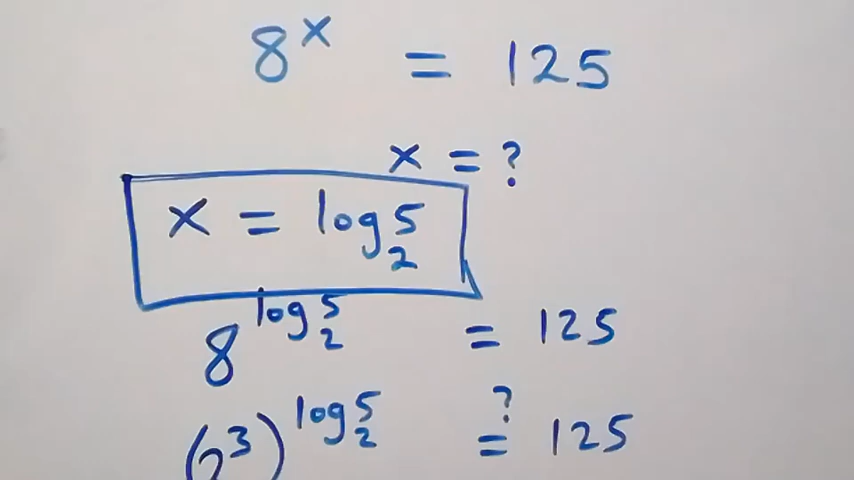 8^x = 125
x = ?
x = log₂5
8^(log₂5) = 125
(2³)^(log₂5) ≟ 125